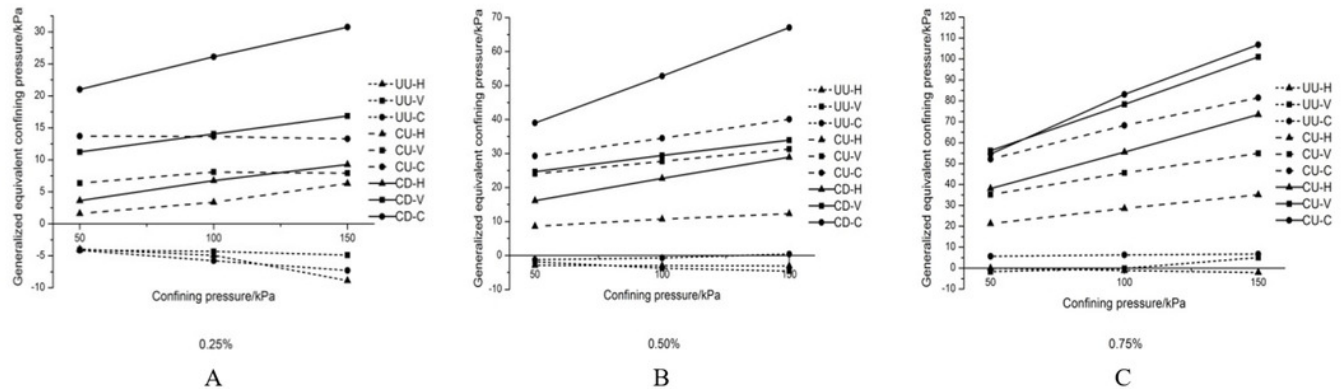 Generalized equivalent confining pressure/kPa
30
25
20
15
10
5
0
-5
-10
50
100
150
Confining pressure/kPa
UU-H
UU-V
UU-C
CU-H
CU-V
CU-C
CD-H
CD-V
CD-C
0.25%
A
Generalized equivalent confining pressure/kPa
70
60
50
40
30
20
10
0
-10
50
100
150
Confining pressure/kPa
UU-H
UU-V
UU-C
CU-H
CU-V
CU-C
CD-H
CD-V
CD-C
0.50%
B
Generalized equivalent confining pressure/kPa
120
110
100
90
80
70
60
50
40
30
20
10
0
-10
50
100
150
Confining pressure/kPa
UU-H
UU-V
UU-C
CU-H
CU-V
CU-C
CU-H
CU-V
CU-C
0.75%
C